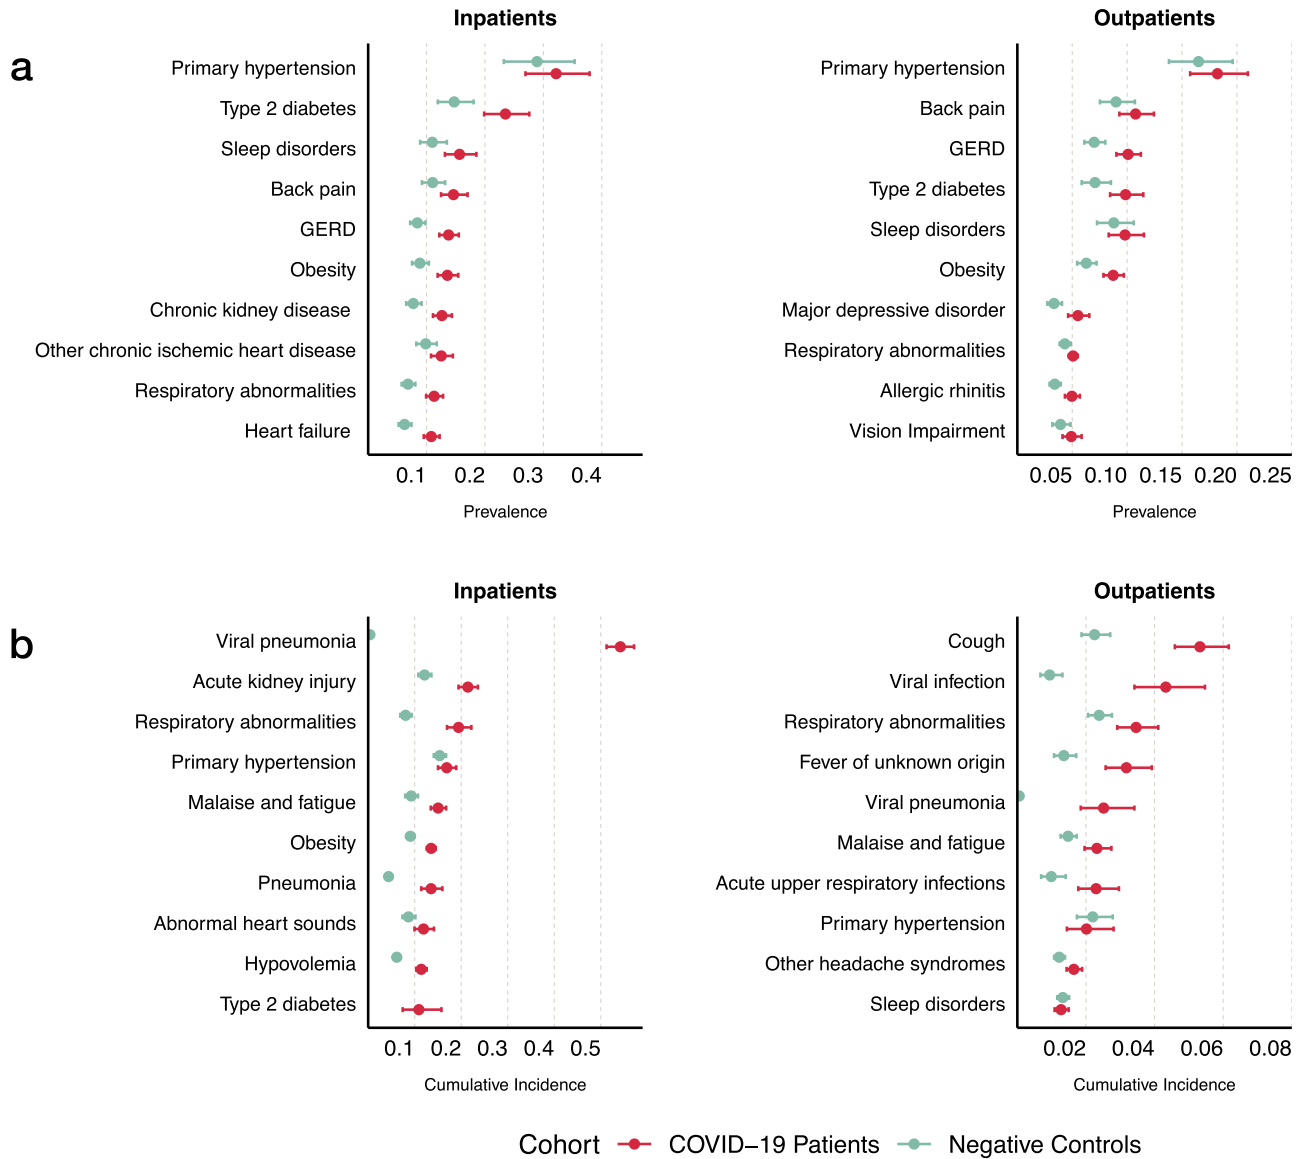 a
Inpatients
Primary hypertension
Type 2 diabetes
Sleep disorders
Back pain
GERD
Obesity
Chronic kidney disease
Other chronic ischemic heart disease
Respiratory abnormalities
Heart failure
0.1 0.2 0.3 0.4
Prevalence
Outpatients
Primary hypertension
Back pain
GERD
Type 2 diabetes
Sleep disorders
Obesity
Major depressive disorder
Respiratory abnormalities
Allergic rhinitis
Vision Impairment
0.05 0.10 0.15 0.20 0.25
Prevalence
b
Inpatients
Viral pneumonia
Acute kidney injury
Respiratory abnormalities
Primary hypertension
Malaise and fatigue
Obesity
Pneumonia
Abnormal heart sounds
Hypovolemia
Type 2 diabetes
0.1 0.2 0.3 0.4 0.5
Cumulative Incidence
Outpatients
Cough
Viral infection
Respiratory abnormalities
Fever of unknown origin
Viral pneumonia
Malaise and fatigue
Acute upper respiratory infections
Primary hypertension
Other headache syndromes
Sleep disorders
0.02 0.04 0.06 0.08
Cumulative Incidence
Cohort COVID−19 Patients Negative Controls